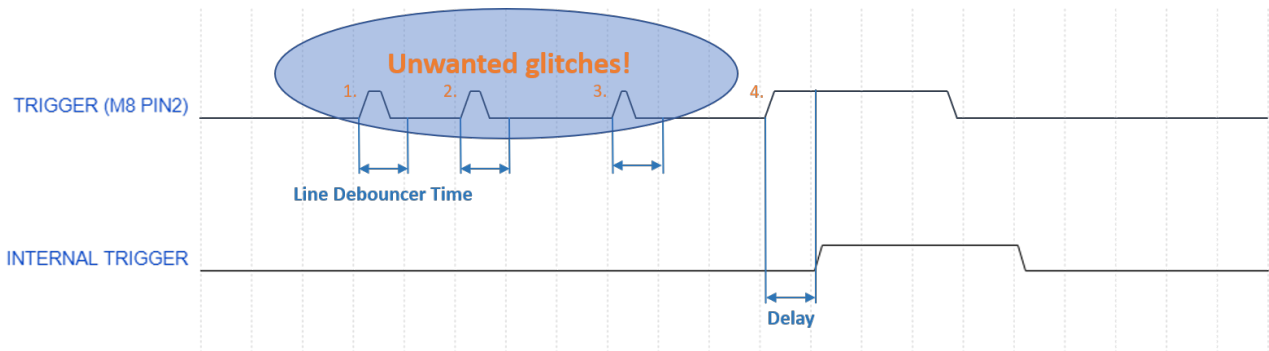 Unwanted glitches!
1.
2.
3.
4.
TRIGGER (M8 PIN2)
Line Debouncer Time
INTERNAL TRIGGER
Delay